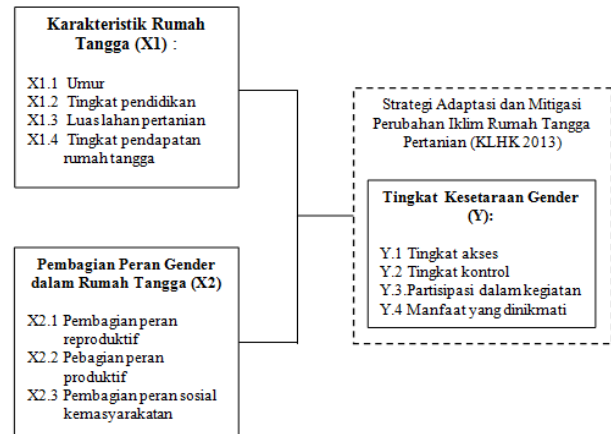 Karakteristik Rumah
Tangga (X1) :
X1.1 Umur
X1.2 Tingkat pendidikan
X1.3 Luas lahan pertanian
X1.4 Tingkat pendapatan
rumah tangga
Pembagian Peran Gender
dalam Rumah Tangga (X2)
X2.1 Pembagian peran
reproduktif
X2.2 Pebagian peran
produktif
X2.3 Pembagian peran sosial
kemasyarakatan
Strategi Adaptasi dan Mitigasi
Perubahan Iklim Rumah Tangga
Pertanian (KLHK 2013)
Tingkat Kesetaraan Gender
(Y):
Y.1 Tingkat akses
Y.2 Tingkat kontrol
Y.3.Partisipasi dalam kegiatan
Y.4 Manfaat yang dinikmati